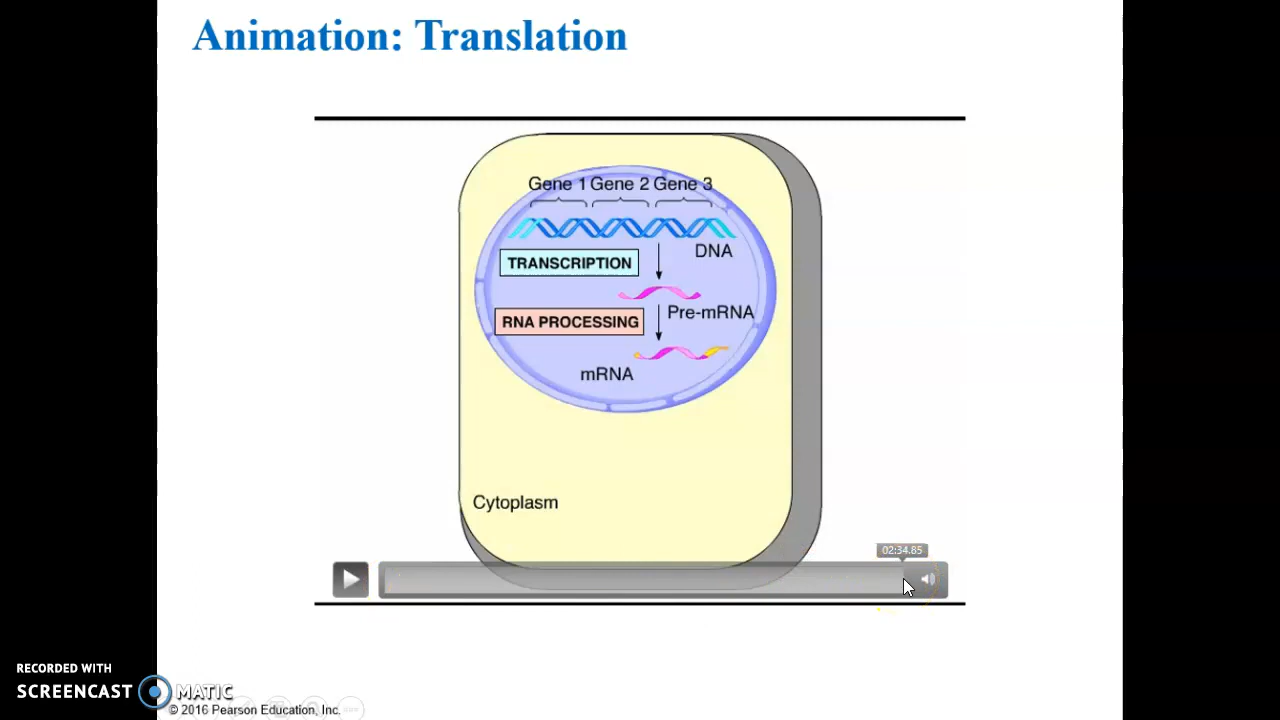 Animation: Translation
Gene 1 Gene 2 Gene 3
DNA
TRANSCRIPTION
Pre-mRNA
RNA PROCESSING
mRNA
Cytoplasm
02:34.85
RECORDED WITH
SCREENCAST MATIC
© 2016 Pearson Education, Inc.